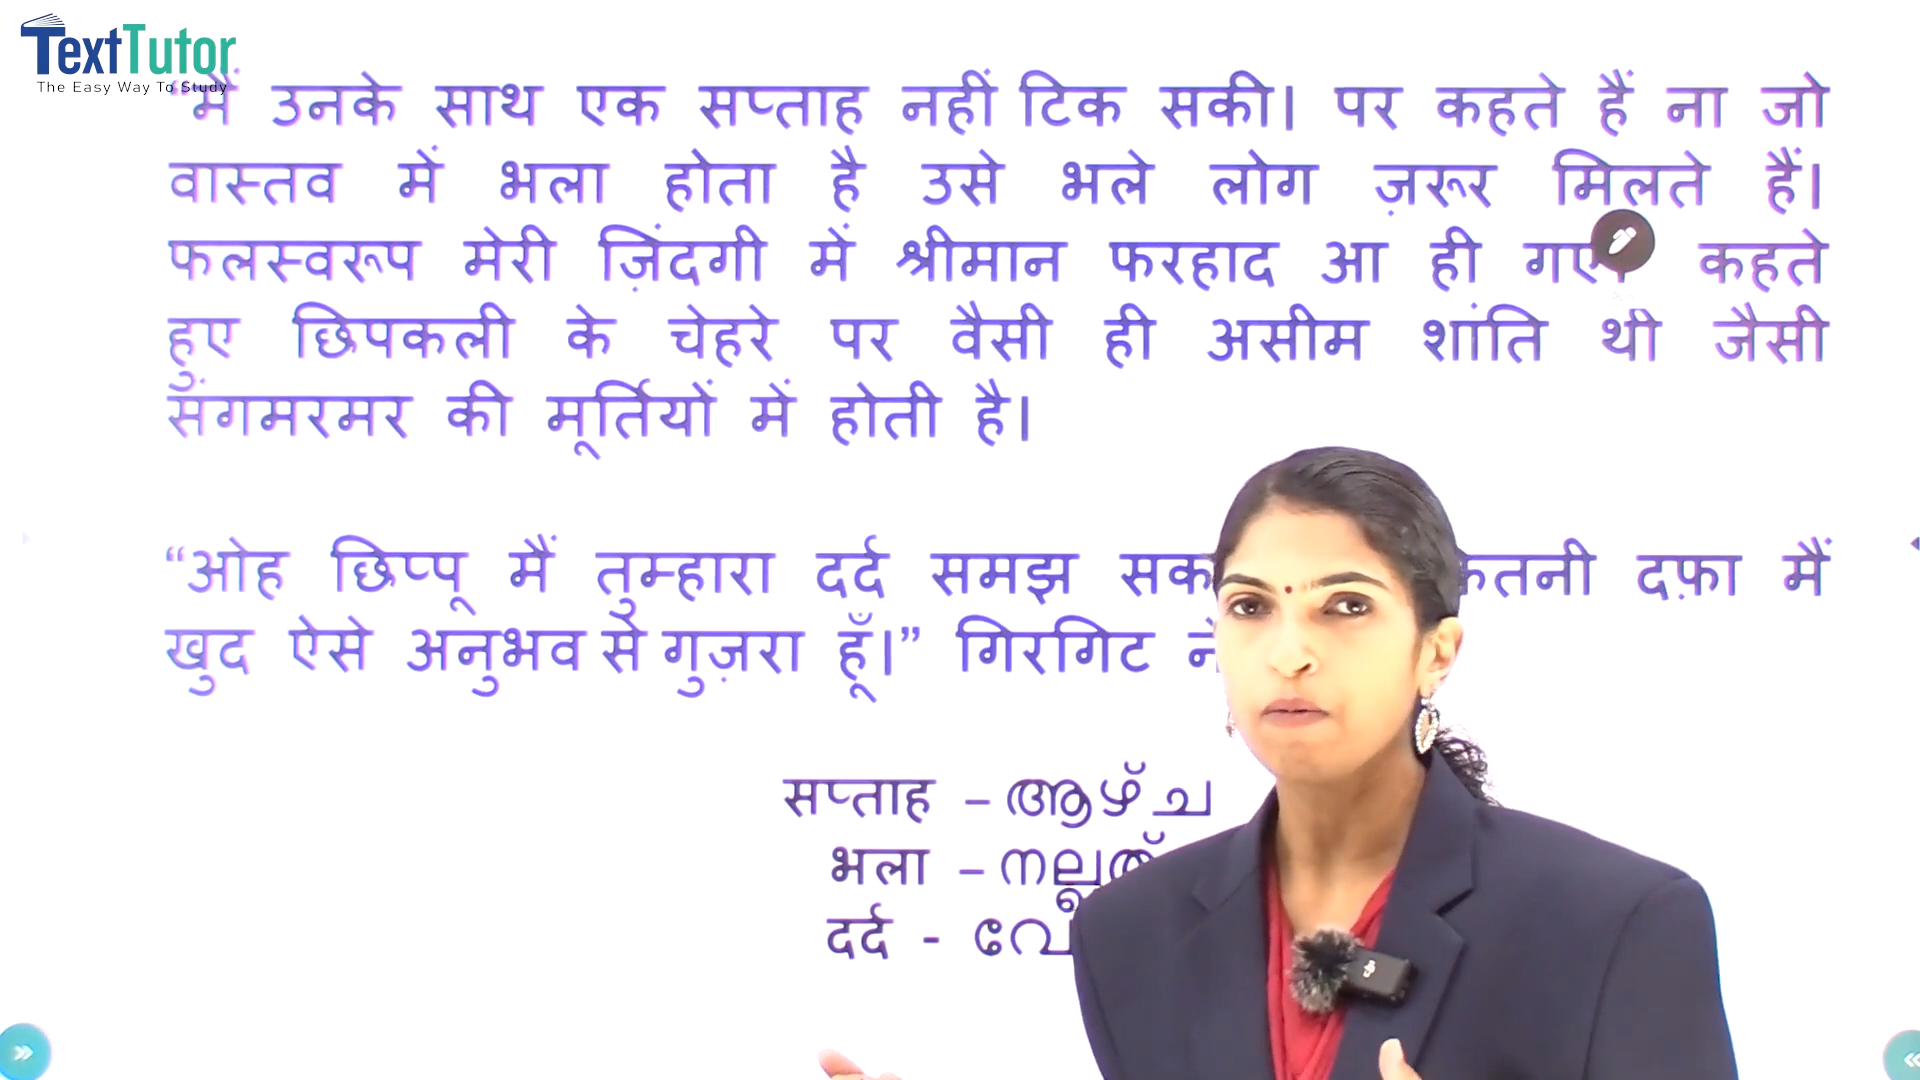 TextTutor
The Easy Way To Study
“मैं उनके साथ एक सप्ताह नहीं टिक सकी। पर कहते हैं ना जो
वास्तव में भला होता है उसे भले लोग ज़रूर मिलते हैं।
फलस्वरूप मेरी ज़िंदगी में श्रीमान फरहाद आ ही गए कहते
हुए छिपकली के चेहरे पर वैसी ही असीम शांति थी जैसी
संगमरमर की मूर्तियों में होती है।
“ओह छिप्पू मैं तुम्हारा दर्द समझ दफ़ा मैं
खुद ऐसे अनुभव से गुज़रा हूँ।” गिरगिट ने
सप्ताह – ആഴ്ച
भला –
दर्द -